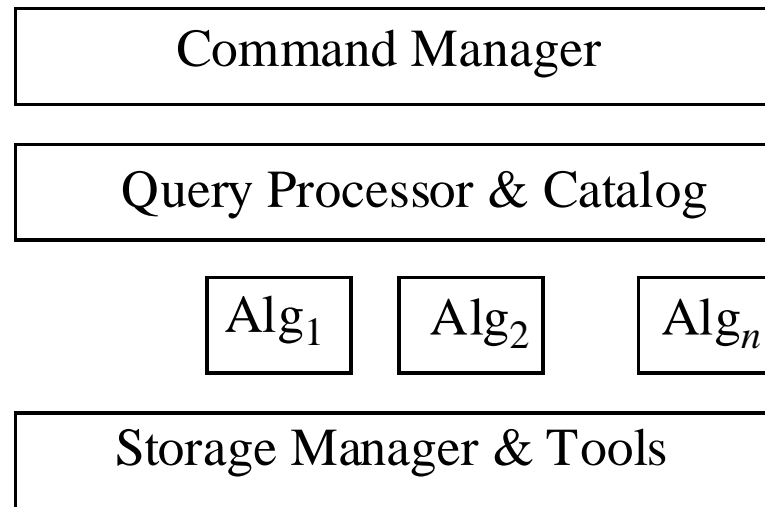 Command Manager
Query Processor & Catalog
Alg₁ Alg₂ Algₙ
Storage Manager & Tools